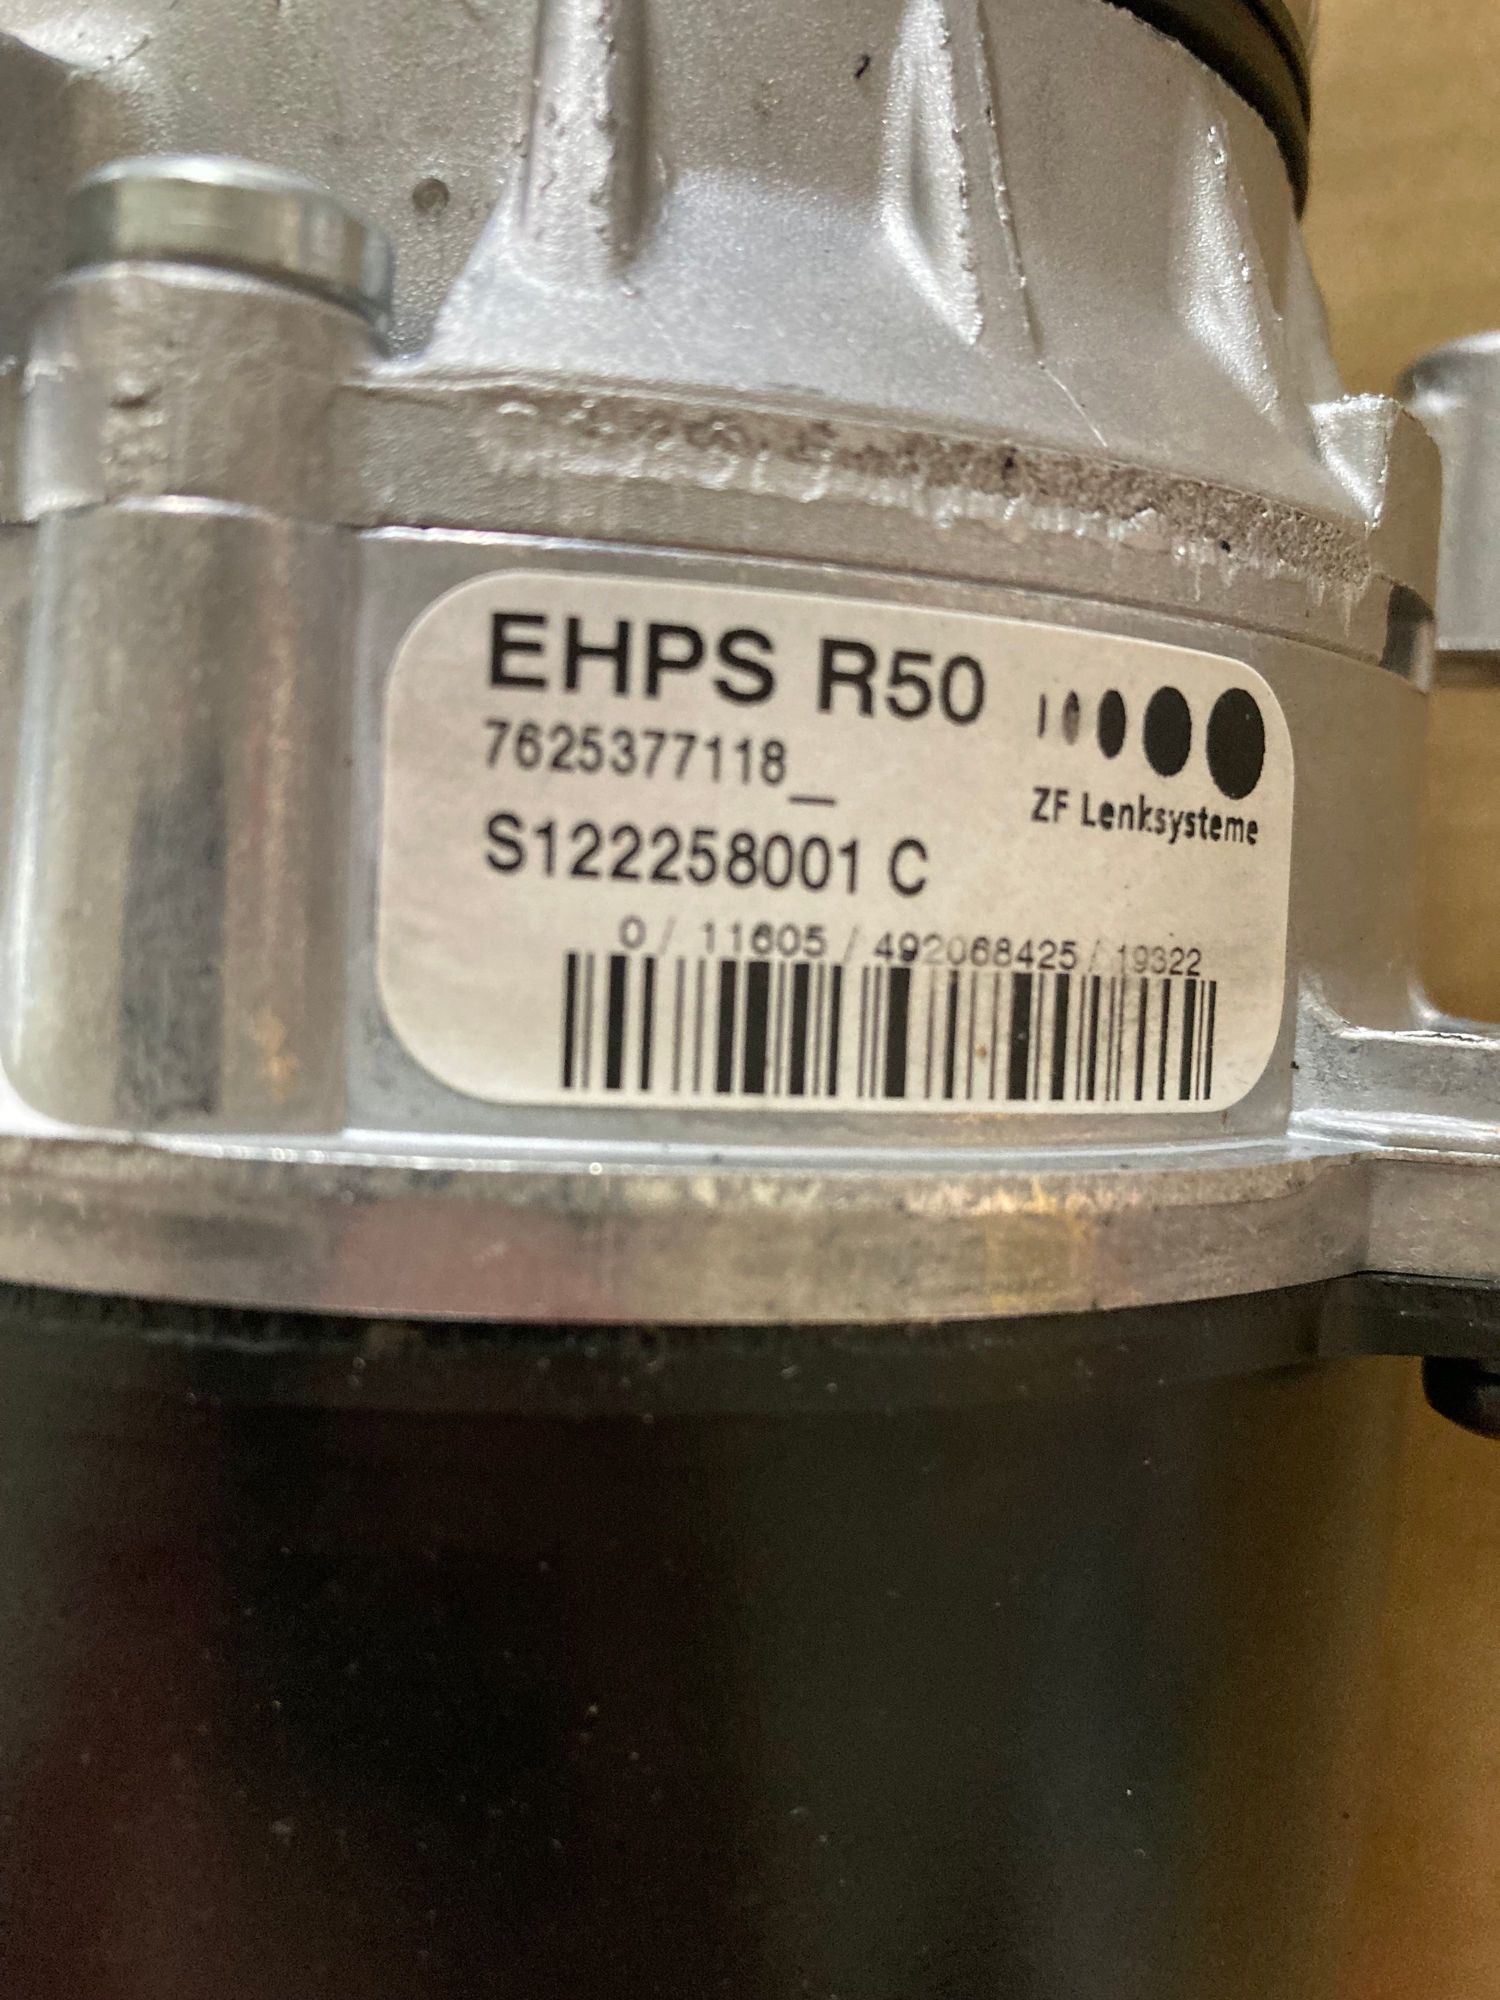 EHPS R50
7625377118_
ZF Lenksysteme
S122258001 C
0 / 11605 / 492068425 / 19322